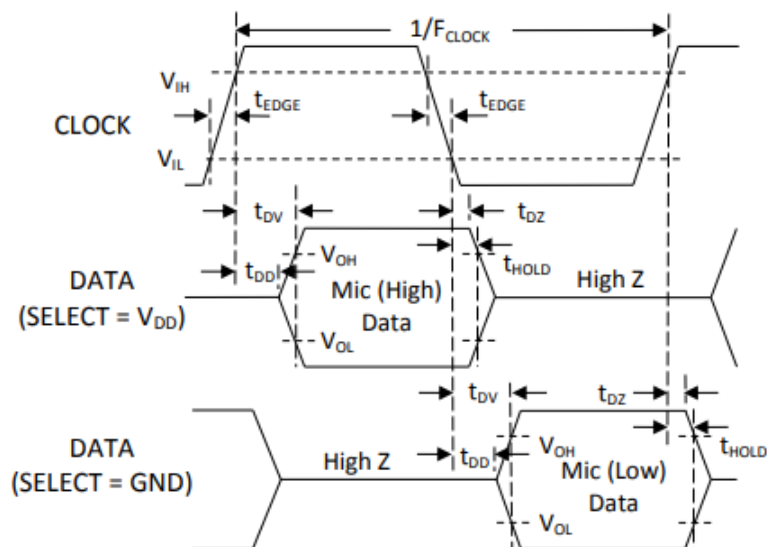 1/FCLOCK
VIH
tEDGE
tEDGE
CLOCK
VIL
tDV
tDZ
VOH
tHOLD
tDD
DATA
(SELECT = VDD)
Mic (High)
Data
High Z
VOL
tDV
tDZ
VOH
tHOLD
tDD
DATA
(SELECT = GND)
High Z
Mic (Low)
Data
VOL